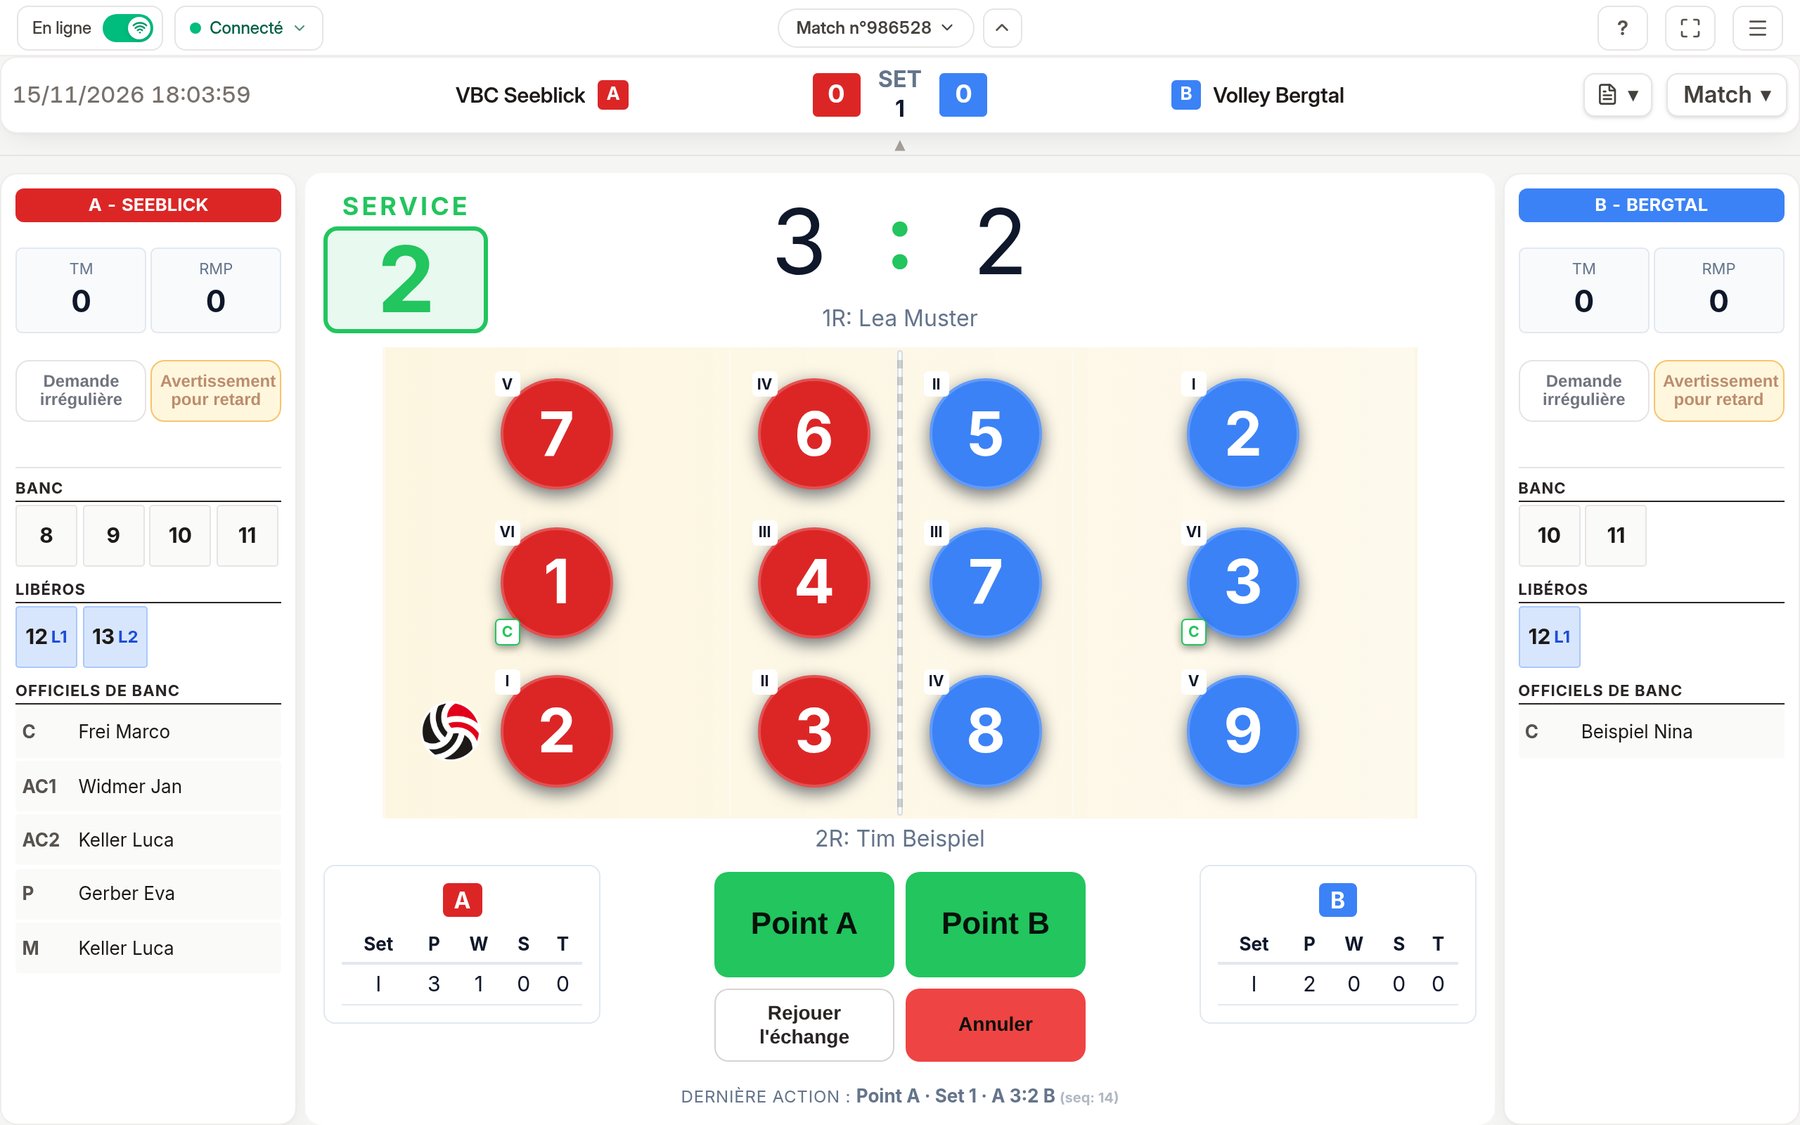 En ligne
Connecté
Match n°986528
?
15/11/2026 18:03:59
VBC Seeblick A
0 SET 0
1
B Volley Bergtal
▼
Match ▼
▲
A - SEEBLICK
TM RMP
0 0
Demande irrégulière
Avertissement pour retard
BANC
8 9 10 11
LIBÉROS
12 L1 13 L2
OFFICIELS DE BANC
C Frei Marco
AC1 Widmer Jan
AC2 Keller Luca
P Gerber Eva
M Keller Luca
SERVICE
2
3 : 2
1R: Lea Muster
V 7 IV 6 II 5 I 2
VI 1 III 4 III 7 VI 3
C C
I 2 II 3 IV 8 V 9
2R: Tim Beispiel
A
Set P W S T
I 3 1 0 0
Point A Point B
Rejouer l'échange
Annuler
B
Set P W S T
I 2 0 0 0
DERNIÈRE ACTION : Point A · Set 1 · A 3:2 B (seq: 14)
B - BERGTAL
TM RMP
0 0
Demande irrégulière
Avertissement pour retard
BANC
10 11
LIBÉROS
12 L1
OFFICIELS DE BANC
C Beispiel Nina